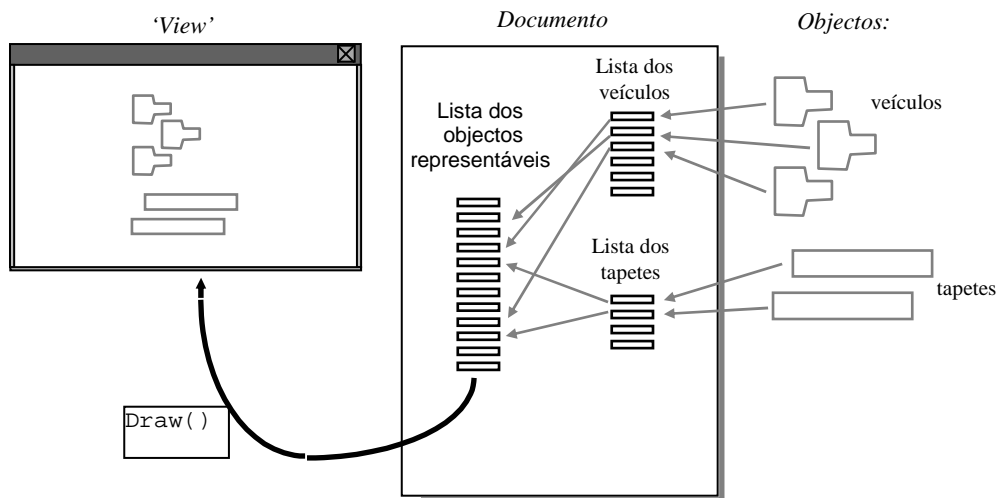 ‘View’
Documento
Objectos:
Lista dos
veículos
veículos
Lista dos
objectos
representáveis
Lista dos
tapetes
tapetes
Draw()